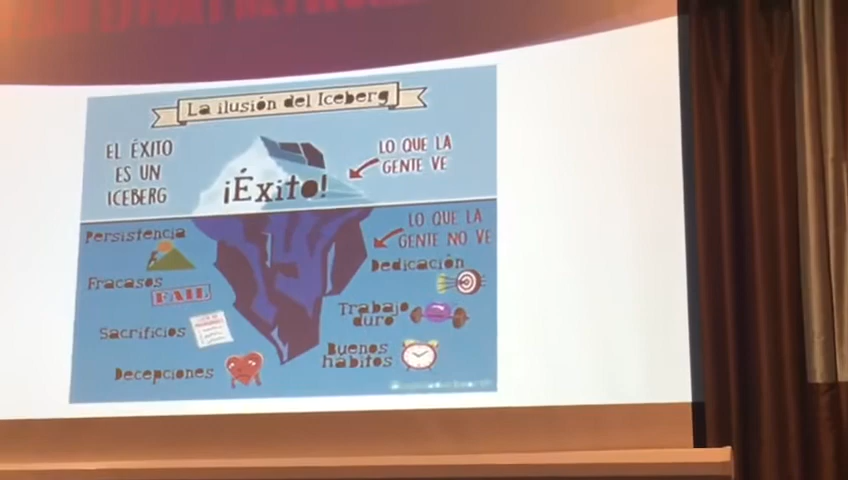 La ilusión del Iceberg
EL ÉXITO
ES UN
ICEBERG
LO QUE LA
GENTE VE
¡Éxito!
LO QUE LA
GENTE NO VE
Persistencia
Dedicación
Fracasos
FAIL
Trabajo
duro
Sacrificios
Buenos
hábitos
Decepciones